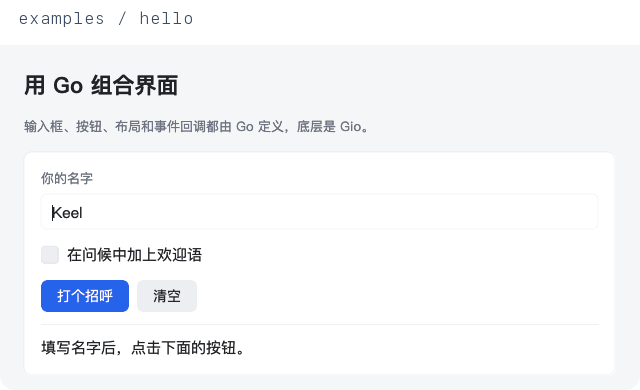 examples / hello
用 Go 组合界面
输入框、按钮、布局和事件回调都由 Go 定义，底层是 Gio。
你的名字
Keel
在问候中加上欢迎语
打个招呼 清空
填写名字后，点击下面的按钮。